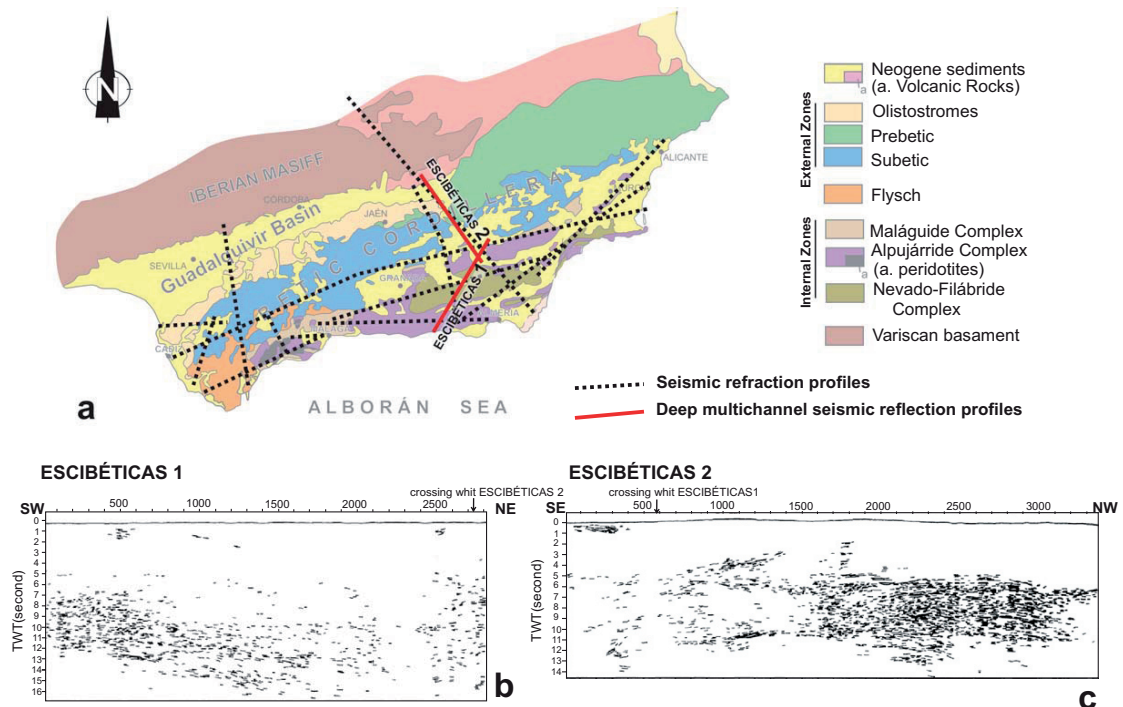 N
IBERIAN MASIFF
Guadalquivir Basin
BETIC CORDILLERA
CÓRDOBA
JAÉN
SEVILLA
ALICANTE
ESCIBÉTICAS 2
ESCIBÉTICAS 1
a
ALBORÁN SEA
Neogene sediments
a
(a. Volcanic Rocks)
External Zones
Olistostromes
Prebetic
Subetic
Flysch
Internal Zones
Maláguide Complex
Alpujárride Complex
a
(a. peridotites)
Nevado-Filábride
Complex
Variscan basament
Seismic refraction profiles
Deep multichannel seismic reflection profiles
ESCIBÉTICAS 1
crossing whit ESCIBÉTICAS 2
SW 500 1000 1500 2000 2500 NE
TWT(second)
0
1
2
3
4
5
6
7
8
9
10
11
12
13
14
15
16
b
ESCIBÉTICAS 2
crossing whit ESCIBÉTICAS1
SE 500 1000 1500 2000 2500 3000 NW
TWT(second)
0
1
2
3
4
5
6
7
8
9
10
11
12
13
14
c